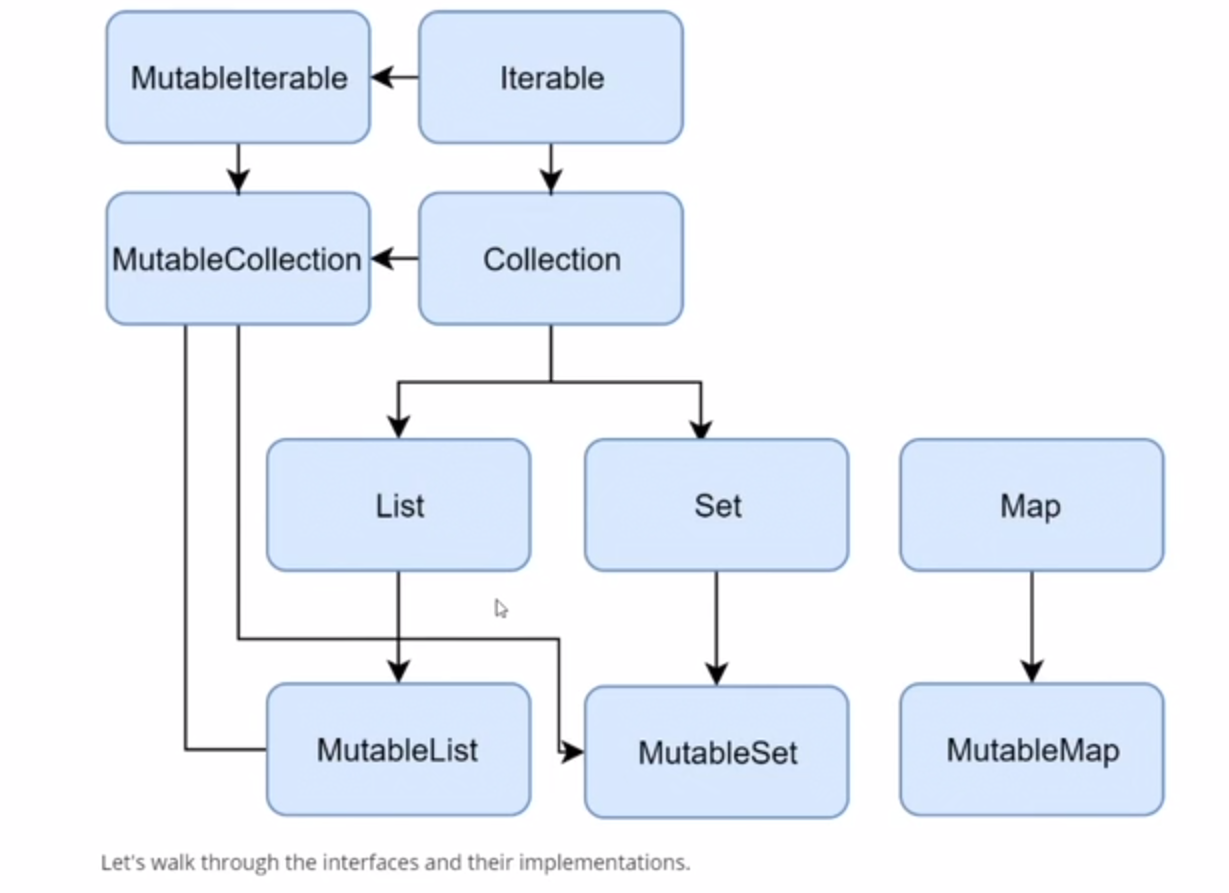 MutableIterable
Iterable
MutableCollection
Collection
List
Set
Map
MutableList
MutableSet
MutableMap
Let's walk through the interfaces and their implementations.